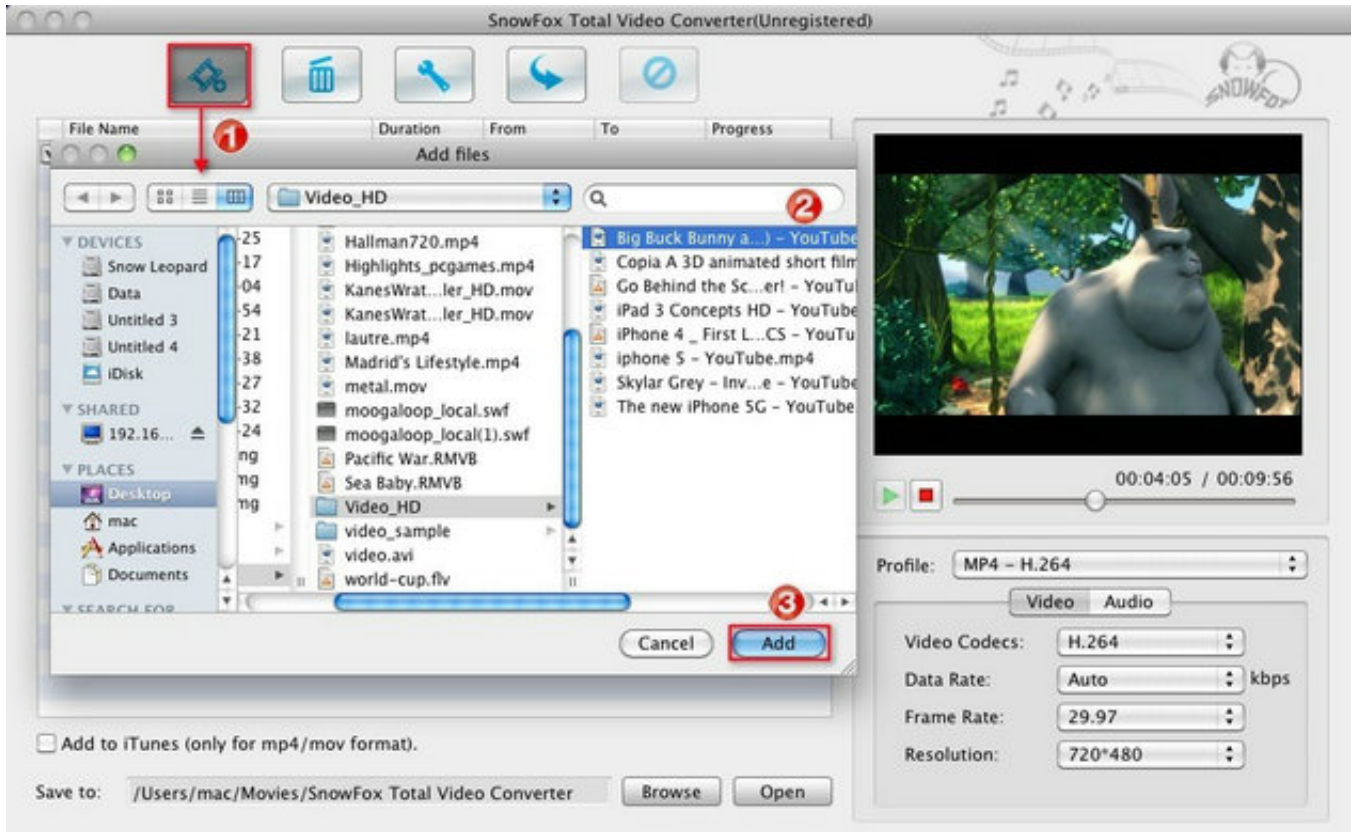 SnowFox Total Video Converter(Unregistered)
SNOWFOX
File Name Duration From To Progress
1
Add files
Video_HD
2
DEVICES
Snow Leopard
Data
Untitled 3
Untitled 4
iDisk
SHARED
192.16...
PLACES
Desktop
mac
Applications
Documents
SEARCH FOR
-25
-17
-04
-54
-21
-38
-27
-32
-24
ng
mg
mg
Hallman720.mp4
Highlights_pcgames.mp4
KanesWrat...ler_HD.mov
KanesWrat...ler_HD.mov
lautre.mp4
Madrid's Lifestyle.mp4
metal.mov
moogaloop_local.swf
moogaloop_local(1).swf
Pacific War.RMVB
Sea Baby.RMVB
Video_HD
video_sample
video.avi
world-cup.flv
Big Buck Bunny a...) – YouTube
Copia A 3D animated short film
Go Behind the Sc...er! – YouTu
iPad 3 Concepts HD – YouTube
iPhone 4 _ First L...CS – YouTu
iphone 5 – YouTube.mp4
Skylar Grey – Inv...e – YouTube
The new iPhone 5G – YouTube
3
Cancel Add
00:04:05 / 00:09:56
Profile: MP4 – H.264
Video Audio
Video Codecs: H.264
Data Rate: Auto kbps
Frame Rate: 29.97
Resolution: 720*480
Add to iTunes (only for mp4/mov format).
Save to: /Users/mac/Movies/SnowFox Total Video Converter Browse Open